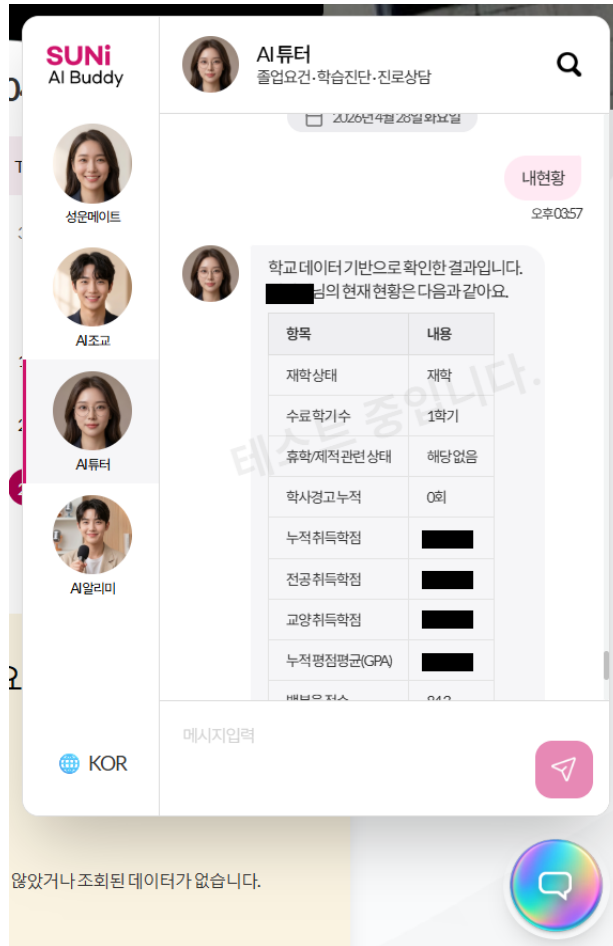 SUNi
AI Buddy
AI튜터
졸업요건·학습진단·진로상담
성운메이트
AI조교
AI튜터
AI알리미
KOR
2026년 4월 28일 화요일
내현황
오후 03:57
학교 데이터 기반으로 확인한 결과입니다.
님의 현재 현황은 다음과 같아요.
항목 내용
재학상태 재학
수료학기수 1학기
휴학/제적 관련 상태 해당없음
학사경고 누적 0회
누적 취득학점
전공 취득학점
교양 취득학점
누적 평점평균(GPA)
테스트 중입니다.
메시지입력
않았거나 조회된 데이터가 없습니다.